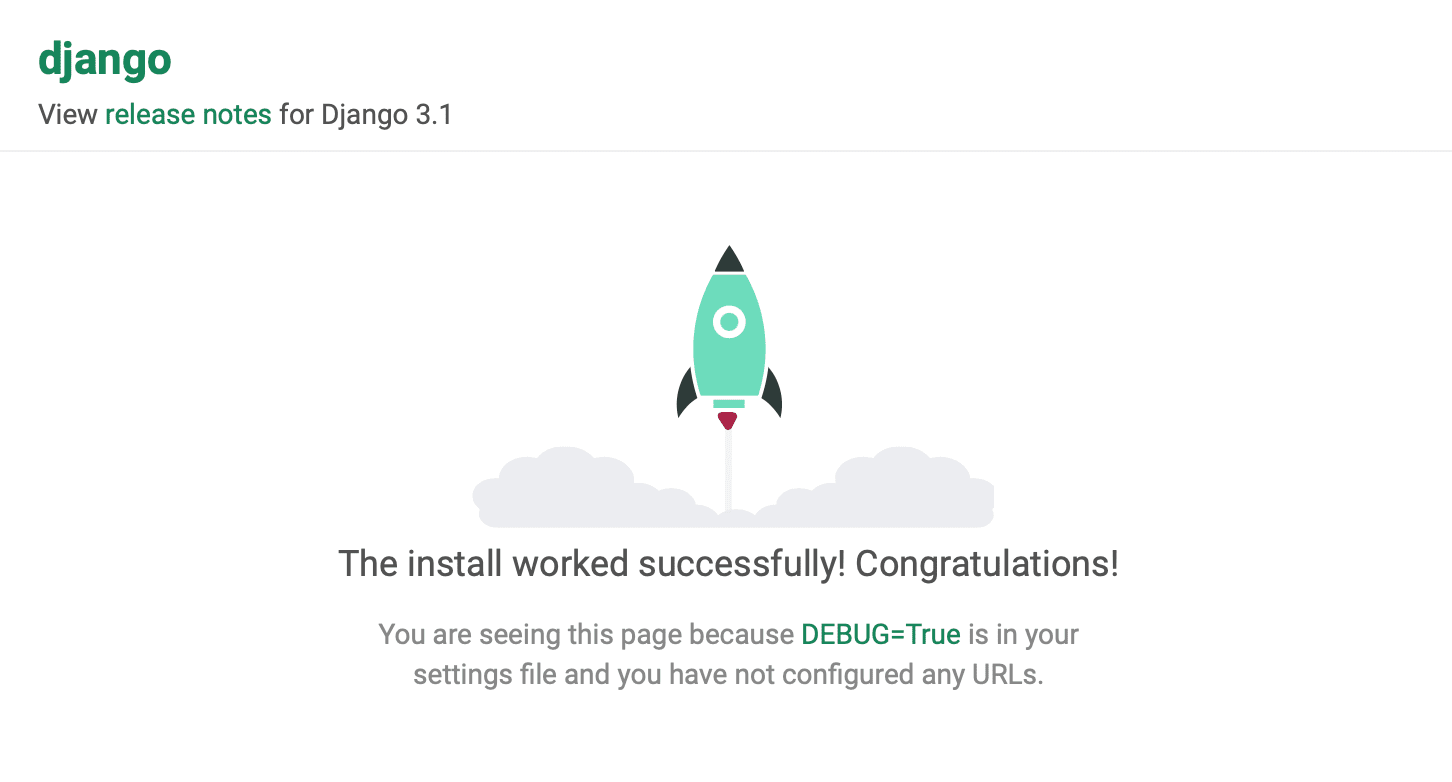 django
View release notes for Django 3.1
The install worked successfully! Congratulations!
You are seeing this page because DEBUG=True is in your
settings file and you have not configured any URLs.